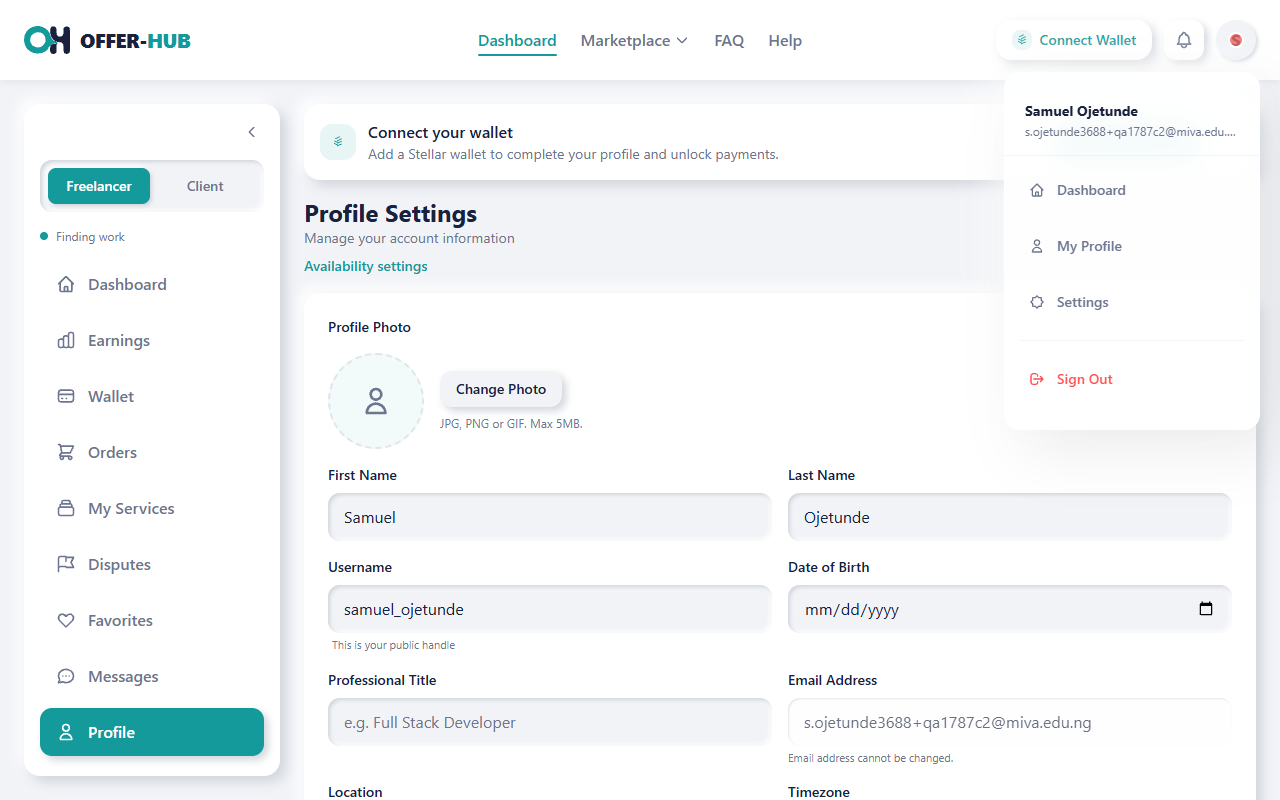 OFFER-HUB
Dashboard
Marketplace
FAQ
Help
Connect Wallet
S
Samuel Ojetunde
s.ojetunde3688+qa1787c2@miva.edu....
Dashboard
My Profile
Settings
Sign Out
Freelancer
Client
Finding work
Dashboard
Earnings
Wallet
Orders
My Services
Disputes
Favorites
Messages
Profile
Connect your wallet
Add a Stellar wallet to complete your profile and unlock payments.
Profile Settings
Manage your account information
Availability settings
Profile Photo
Change Photo
JPG, PNG or GIF. Max 5MB.
First Name
Last Name
Samuel
Ojetunde
Username
Date of Birth
samuel_ojetunde
mm/dd/yyyy
This is your public handle
Professional Title
Email Address
e.g. Full Stack Developer
s.ojetunde3688+qa1787c2@miva.edu.ng
Email address cannot be changed.
Location
Timezone